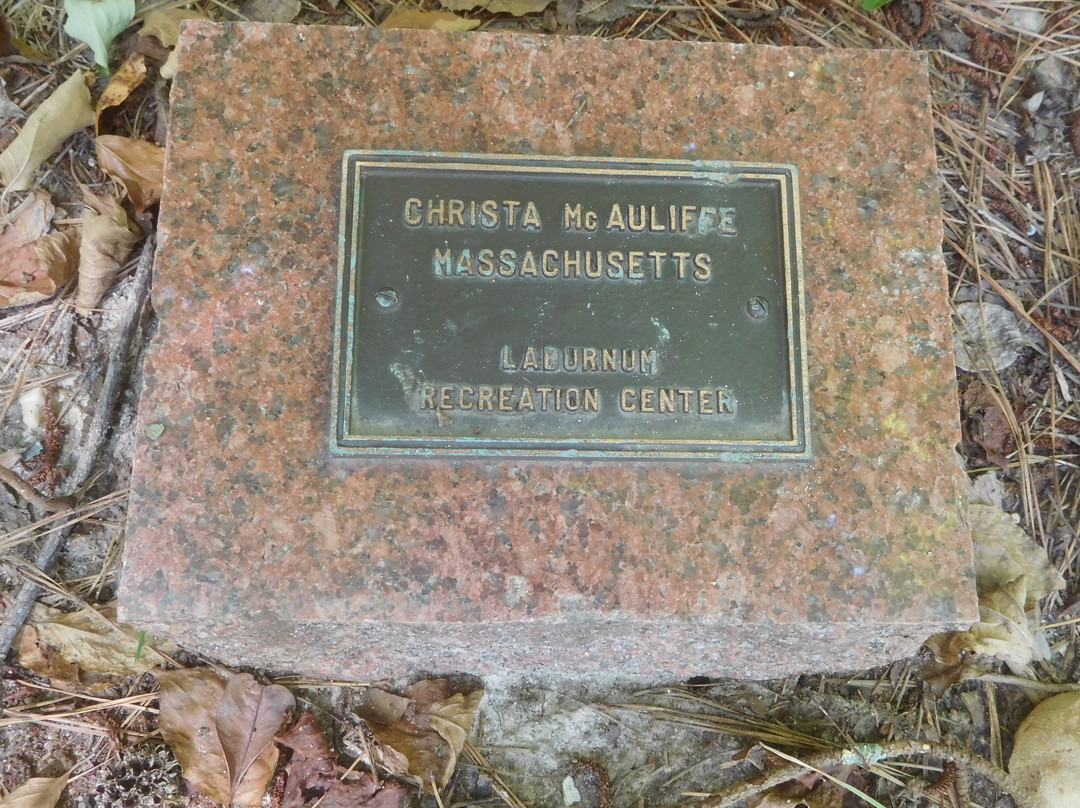 CHRISTA McAULIFFE
MASSACHUSETTS
LABURNUM
RECREATION CENTER